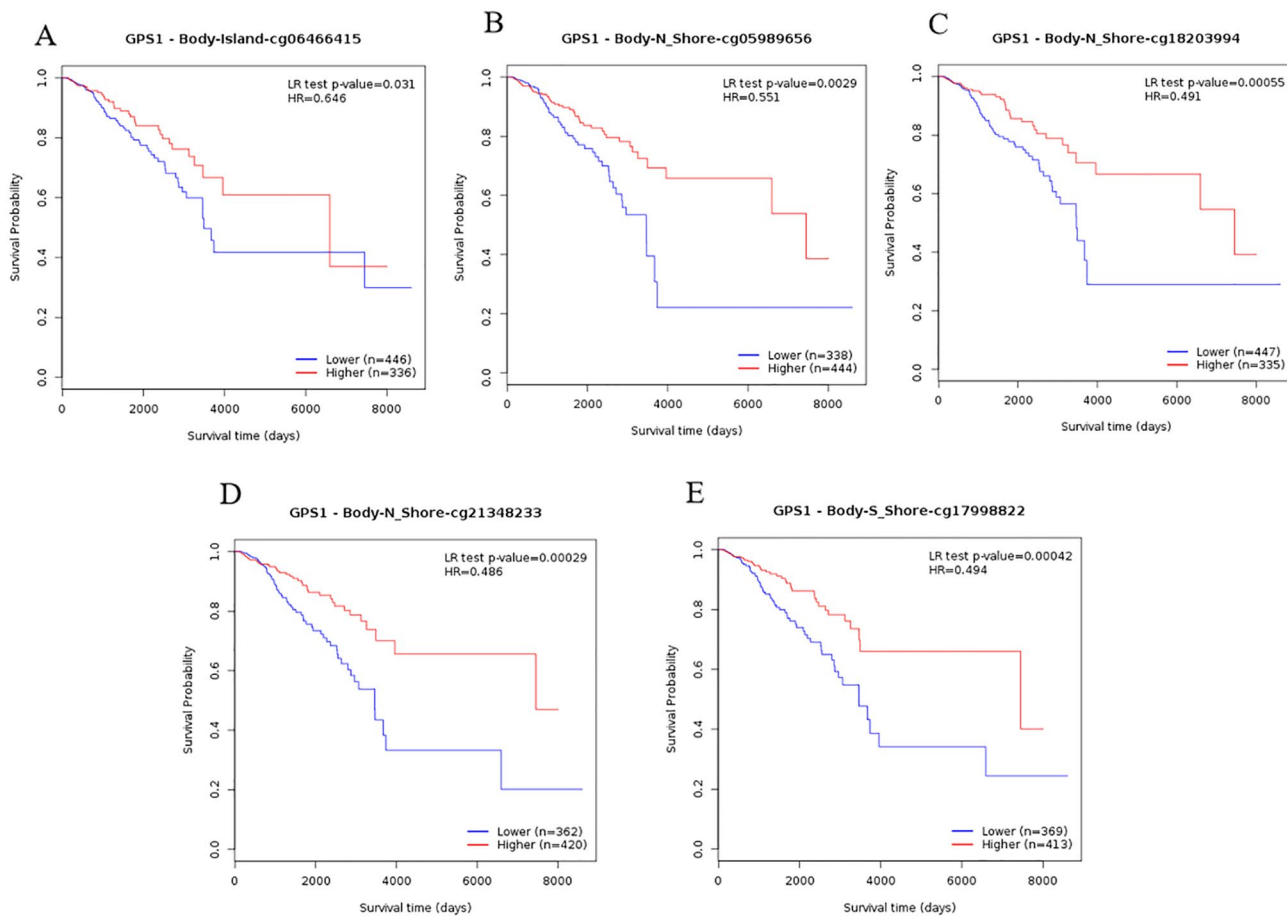 A
GPS1 - Body-Island-cg06466415
LR test p-value=0.031
HR=0.646
Survival Probability
1.0
0.8
0.6
0.4
0.2
0.0
Lower (n=446)
Higher (n=336)
0 2000 4000 6000 8000
Survival time (days)
B
GPS1 - Body-N_Shore-cg05989656
LR test p-value=0.0029
HR=0.551
Survival Probability
1.0
0.8
0.6
0.4
0.2
0.0
Lower (n=338)
Higher (n=444)
0 2000 4000 6000 8000
Survival time (days)
C
GPS1 - Body-N_Shore-cg18203994
LR test p-value=0.00055
HR=0.491
Survival Probability
1.0
0.8
0.6
0.4
0.2
0.0
Lower (n=447)
Higher (n=335)
0 2000 4000 6000 8000
Survival time (days)
D
GPS1 - Body-N_Shore-cg21348233
LR test p-value=0.00029
HR=0.486
Survival Probability
1.0
0.8
0.6
0.4
0.2
0.0
Lower (n=362)
Higher (n=420)
0 2000 4000 6000 8000
Survival time (days)
E
GPS1 - Body-S_Shore-cg17998822
LR test p-value=0.00042
HR=0.494
Survival Probability
1.0
0.8
0.6
0.4
0.2
0.0
Lower (n=369)
Higher (n=413)
0 2000 4000 6000 8000
Survival time (days)